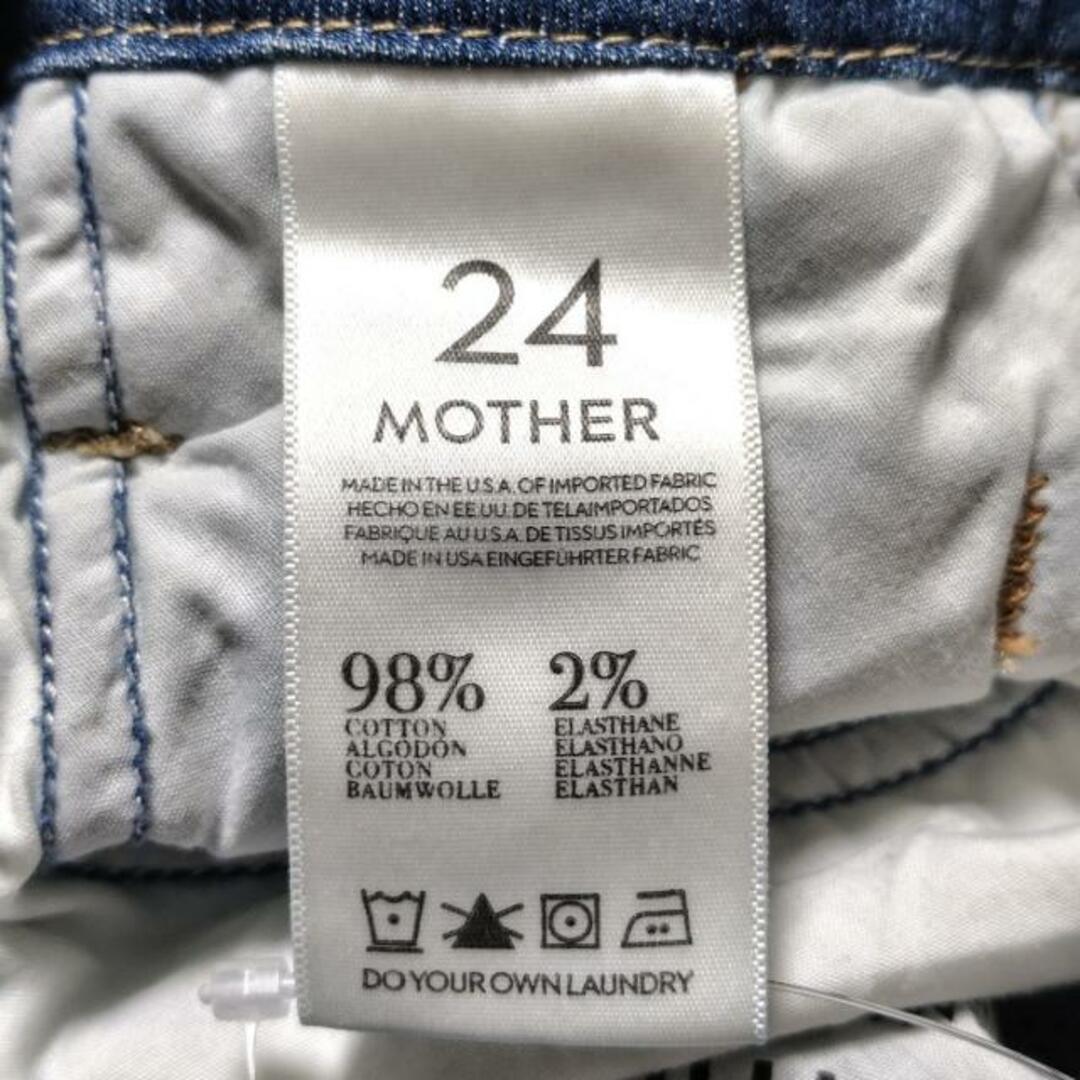 24
MOTHER
MADE IN THE U.S.A. OF IMPORTED FABRIC
HECHO EN EE.UU. DE TELAIMPORTADOS
FABRIQUE AU U.S.A. DE TISSUS IMPORTÉS
MADE IN USA EINGEFÜHRTER FABRIC
98% 2%
COTTON ELASTHANE
ALGODON ELASTHANO
COTON ELASTHANNE
BAUMWOLLE ELASTHAN
DO YOUR OWN LAUNDRY